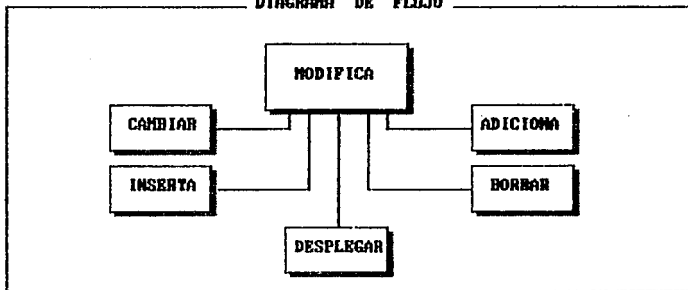 DIAGRAMA DE FLUJO
MODIFICA
CAMBIAR
ADICIONA
INSERTA
BORRAR
DESPLEGAR